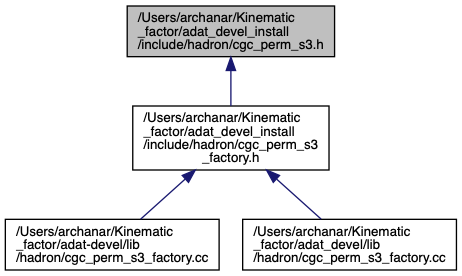 /Users/archanar/Kinematic
_factor/adat_devel_install
/include/hadron/cgc_perm_s3.h
/Users/archanar/Kinematic
_factor/adat_devel_install
/include/hadron/cgc_perm_s3
_factory.h
/Users/archanar/Kinematic
_factor/adat-devel/lib
/hadron/cgc_perm_s3_factory.cc
/Users/archanar/Kinematic
_factor/adat_devel/lib
/hadron/cgc_perm_s3_factory.cc